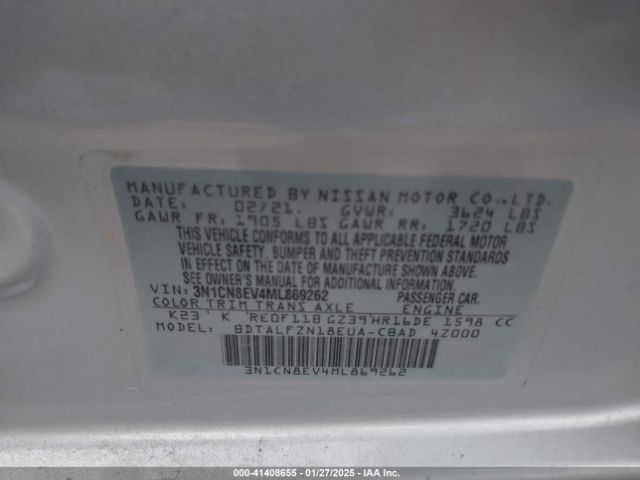 MANUFACTURED BY NISSAN MOTOR CO.,LTD.
DATE: 02/21. GVWR: 3624 LBS
GAWR FR: 1905 LBS GAWR RR: 1720 LBS
THIS VEHICLE CONFORMS TO ALL APPLICABLE FEDERAL MOTOR
VEHICLE SAFETY, BUMPER AND THEFT PREVENTION STANDARDS
IN EFFECT ON THE DATE OF MANUFACTURE SHOWN ABOVE.
SEE OWNER'S MANUAL FOR ADDITIONAL INFORMATION.
VIN: 3N1CN8EV4ML869262 PASSENGER CAR
COLOR TRIM TRANS AXLE ENGINE
K23 K RE0F11B GZ39 HR16DE 1598 CC
MODEL: BDTALFZN18EUA-CBAD 4Z000
3N1CN8EV4ML869262
000-41408655 | 01/27/2025 | IAA Inc.